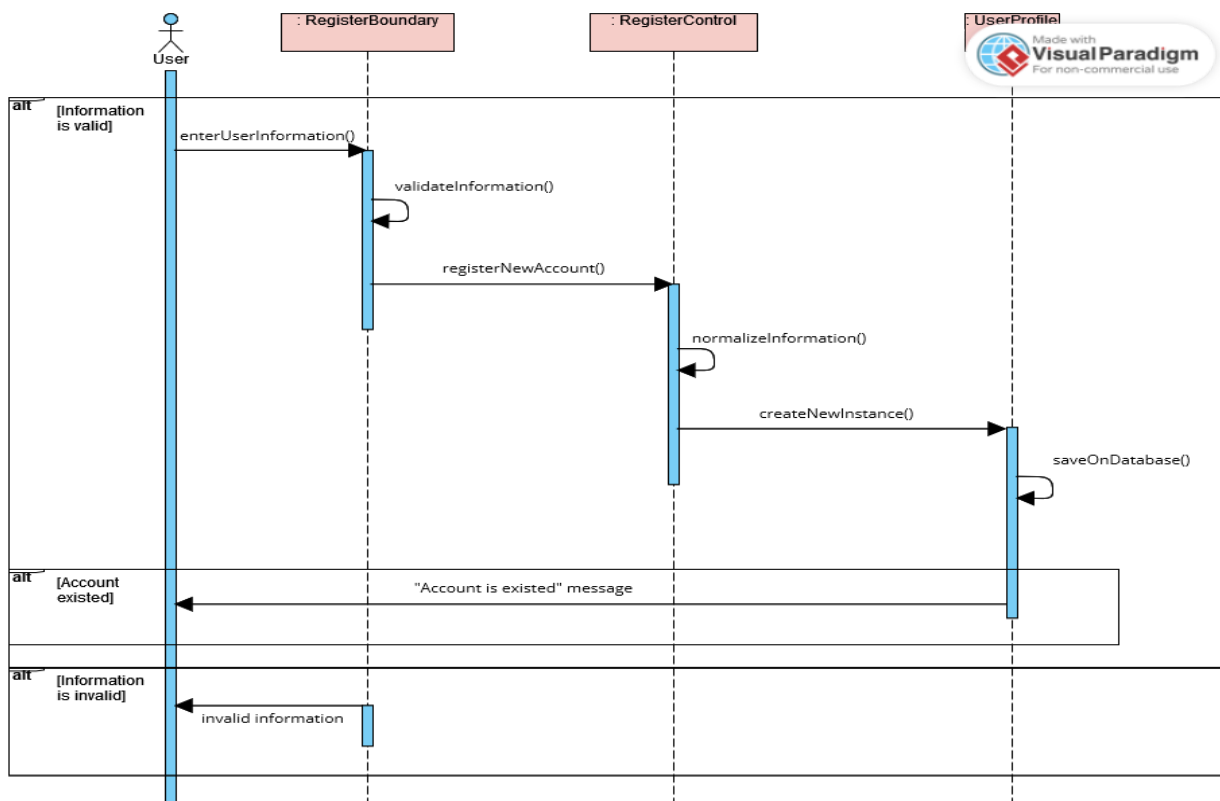 : RegisterBoundary
: RegisterControl
: UserProfile
Made with
Visual Paradigm
For non-commercial use
User
alt
[Information
is valid]
enterUserInformation()
validateInformation()
registerNewAccount()
normalizeInformation()
createNewInstance()
saveOnDatabase()
alt
[Account
existed]
"Account is existed" message
alt
[Information
is invalid]
invalid information